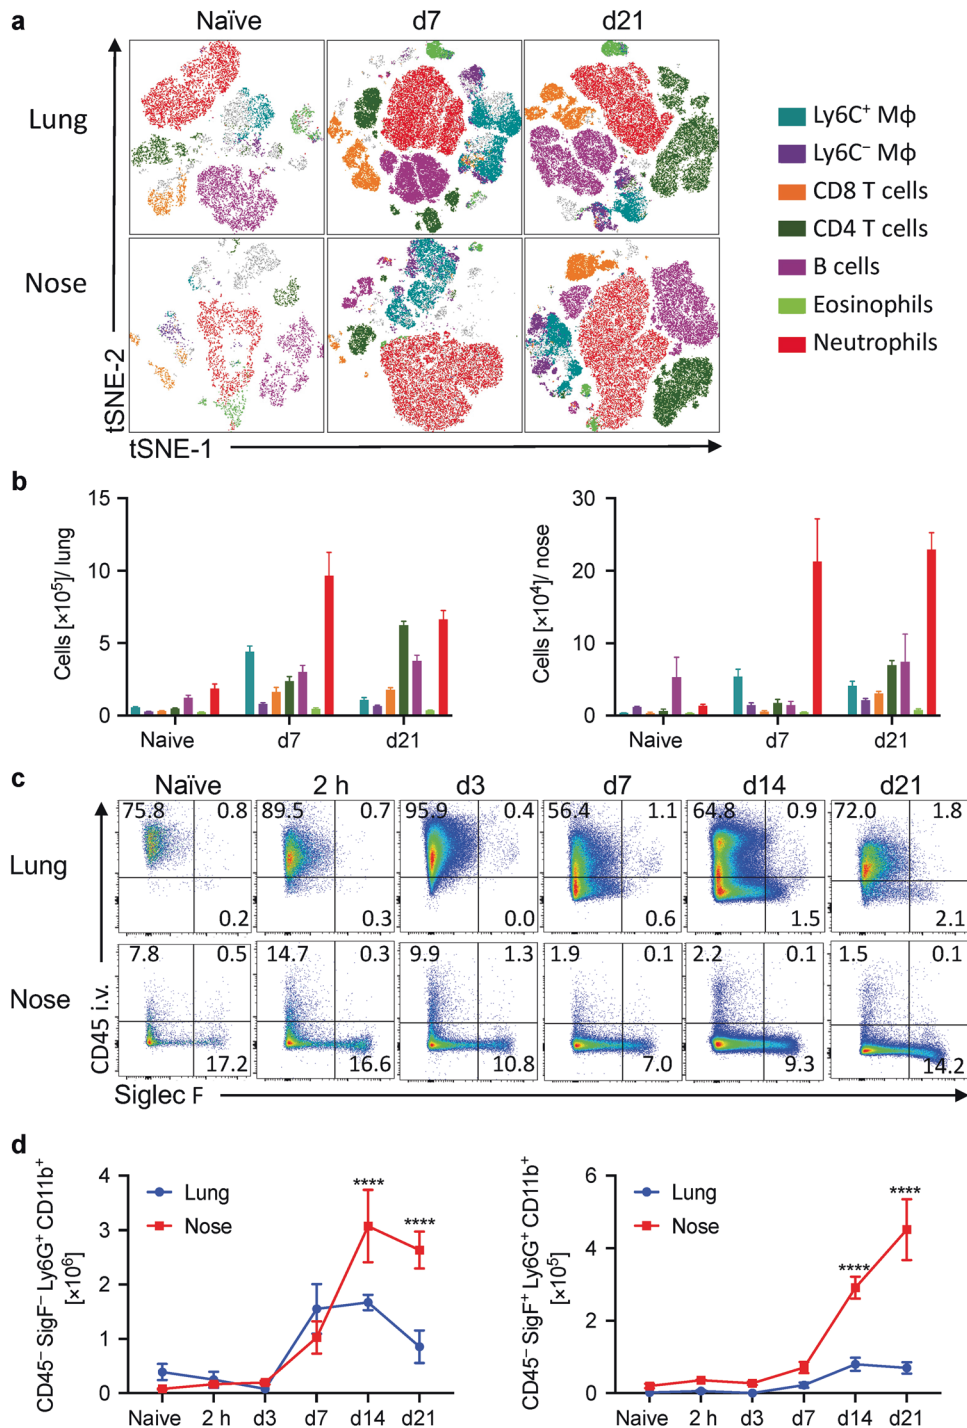 a
Naïve d7 d21
Lung
Nose
tSNE-2
tSNE-1
Ly6C⁺ Mϕ
Ly6C⁻ Mϕ
CD8 T cells
CD4 T cells
B cells
Eosinophils
Neutrophils
b
15
10
5
0
Cells [×10⁵]/ lung
Naive d7 d21
30
20
10
0
Cells [×10⁴]/ nose
Naive d7 d21
c
Naïve 2 h d3 d7 d14 d21
Lung
75.8 0.8 89.5 0.7 95.9 0.4 56.4 1.1 64.8 0.9 72.0 1.8
0.2 0.3 0.0 0.6 1.5 2.1
Nose
7.8 0.5 14.7 0.3 9.9 1.3 1.9 0.1 2.2 0.1 1.5 0.1
17.2 16.6 10.8 7.0 9.3 14.2
CD45 i.v.
Siglec F
d
CD45⁻ SigF⁻ Ly6G⁺ CD11b⁺
[×10⁶]
4
3
2
1
0
Lung
Nose
**** ****
Naive 2 h d3 d7 d14 d21
CD45⁻ SigF⁺ Ly6G⁺ CD11b⁺
[×10⁵]
6
4
2
0
Lung
Nose
****
****
Naive 2 h d3 d7 d14 d21